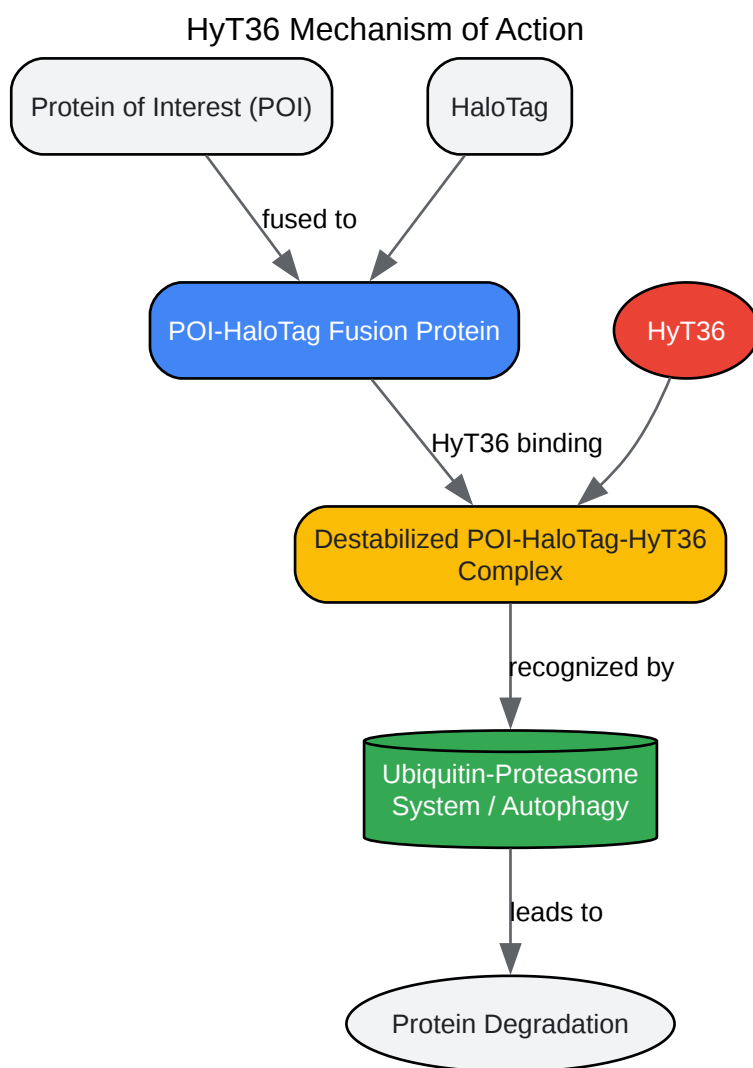 HyT36 Mechanism of Action
Protein of Interest (POI)
HaloTag
fused to
POI-HaloTag Fusion Protein
HyT36
HyT36 binding
Destabilized POI-HaloTag-HyT36
Complex
recognized by
Ubiquitin-Proteasome
System / Autophagy
leads to
Protein Degradation